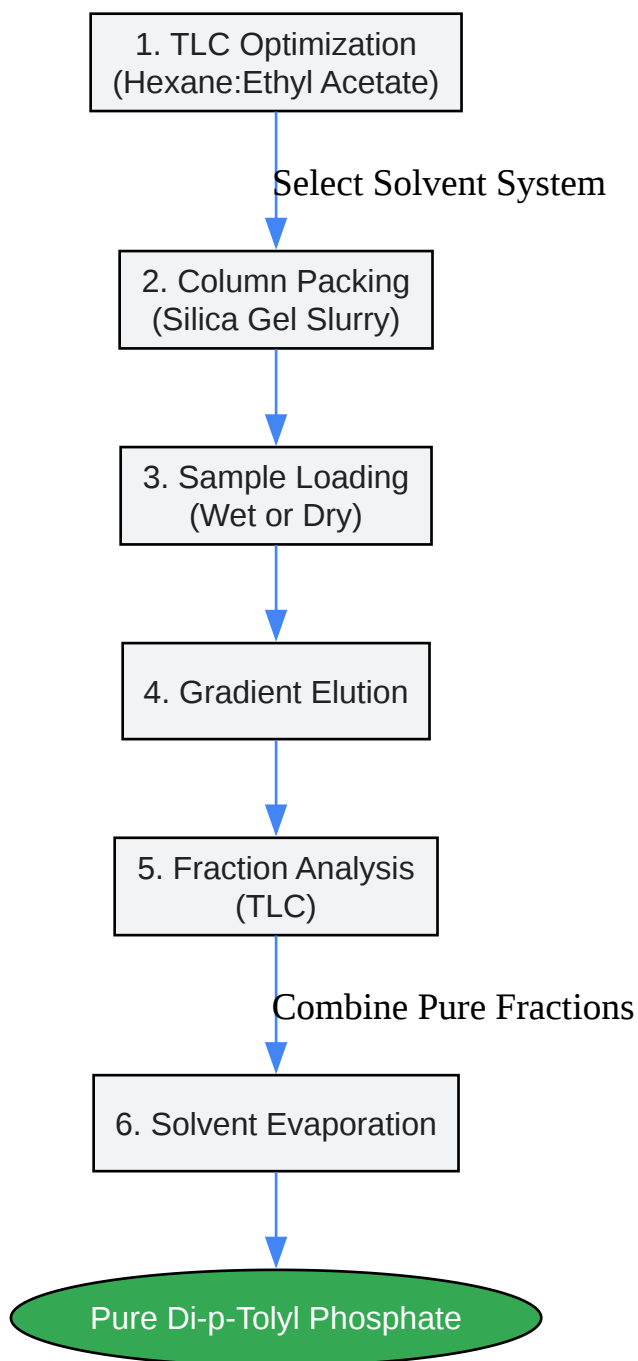 1. TLC Optimization
(Hexane:Ethyl Acetate)
Select Solvent System
2. Column Packing
(Silica Gel Slurry)
3. Sample Loading
(Wet or Dry)
4. Gradient Elution
5. Fraction Analysis
(TLC)
Combine Pure Fractions
6. Solvent Evaporation
Pure Di-p-Tolyl Phosphate